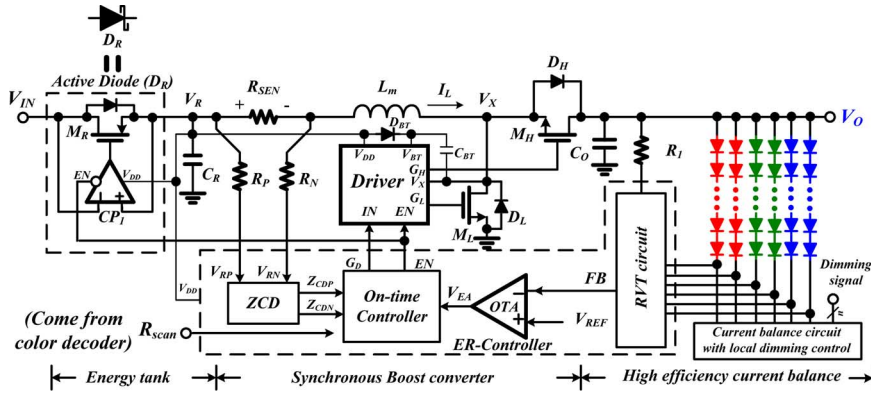 D_R
Active Diode (D_R)
V_IN
M_R
EN
V_DD
CP_1
V_R
C_R
+ R_SEN -
R_P
R_N
L_m
I_L
D_BT
V_DD
V_BT
C_BT
Driver
G_H
V_X
G_L
IN
EN
V_X
M_L
D_L
D_H
M_H
C_O
R_1
V_O
V_DD
V_RP
V_RN
ZCD
Z_CDP
Z_CDN
G_D
EN
On-time
Controller
V_EA
OTA
FB
V_REF
RVT circuit
ER-Controller
Dimming
signal
n
Current balance circuit
with local dimming control
(Come from
color decoder)
R_scan
Energy tank
Synchronous Boost converter
High efficiency current balance